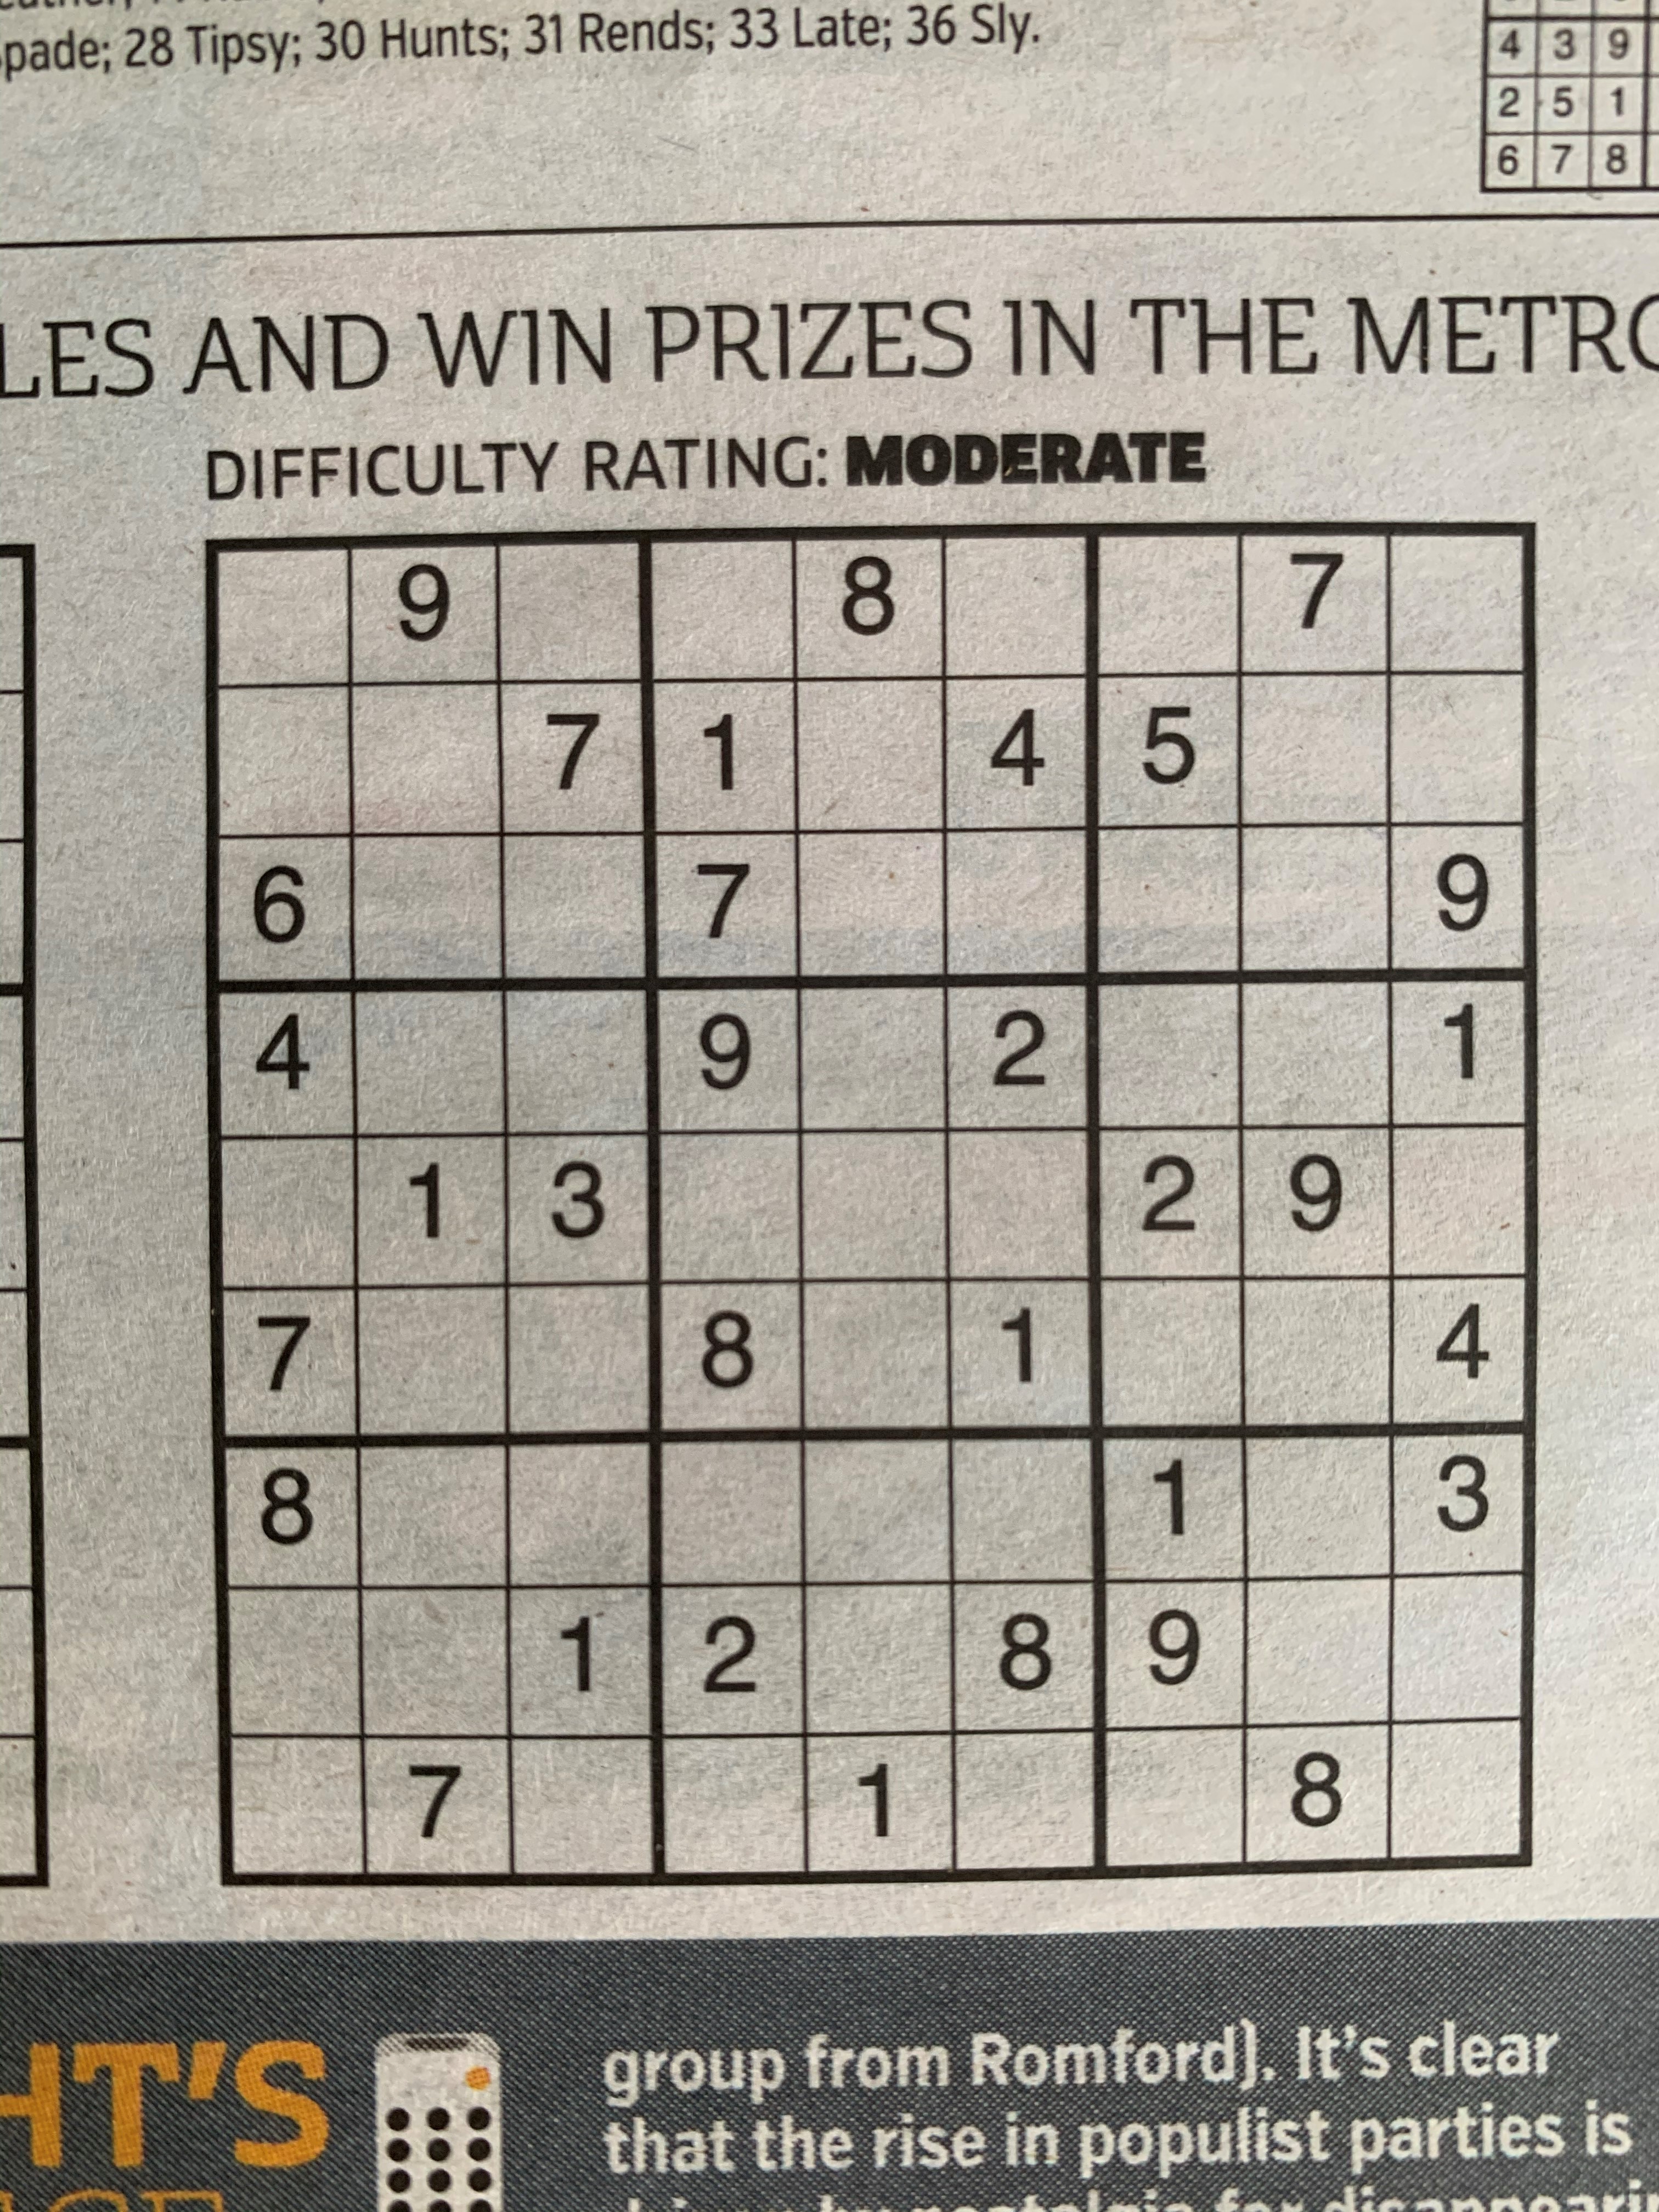 pade; 28 Tipsy; 30 Hunts; 31 Rends; 33 Late; 36 Sly.
4 3 9
2 5 1
6 7 8
LES AND WIN PRIZES IN THE METRO
DIFFICULTY RATING: MODERATE
9 8 7
7 1 4 5
6 7 9
4 9 2 1
1 3 2 9
7 8 1 4
8 1 3
1 2 8 9
7 1 8
HT'S
group from Romford). It's clear
that the rise in populist parties is